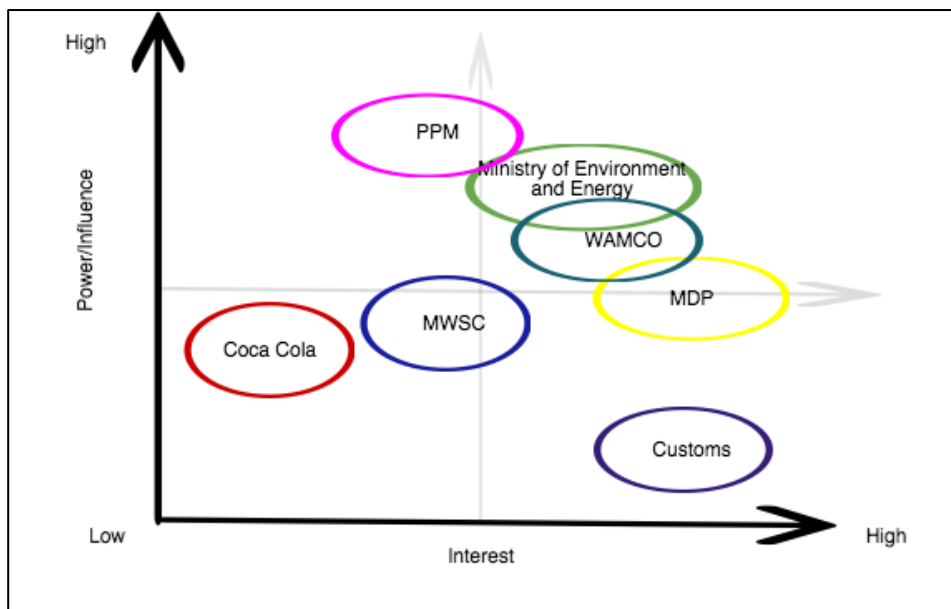 High
PPM
Ministry of Environment
and Energy
Power/Influence
WAMCO
MDP
MWSC
Coca Cola
Customs
Low
Interest
High